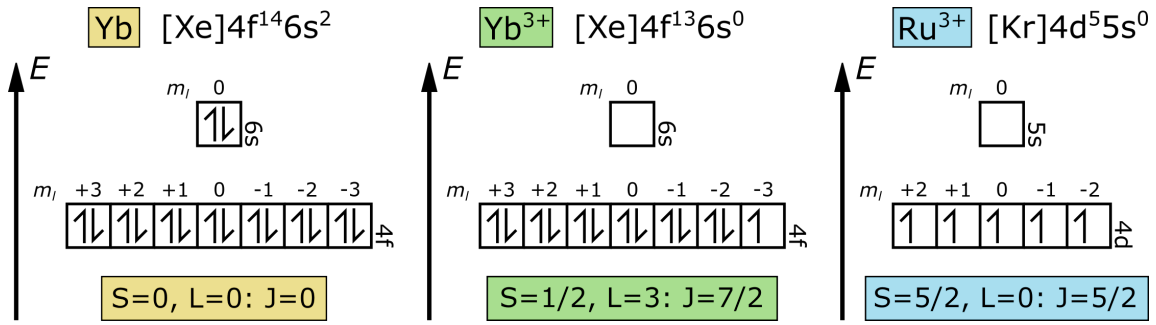 Yb [Xe]4f¹⁴6s²
E
mₗ 0
6s
mₗ +3 +2 +1 0 -1 -2 -3
4f
S=0, L=0: J=0
Yb³⁺ [Xe]4f¹³6s⁰
E
mₗ 0
6s
mₗ +3 +2 +1 0 -1 -2 -3
4f
S=1/2, L=3: J=7/2
Ru³⁺ [Kr]4d⁵5s⁰
E
mₗ 0
5s
mₗ +2 +1 0 -1 -2
4d
S=5/2, L=0: J=5/2